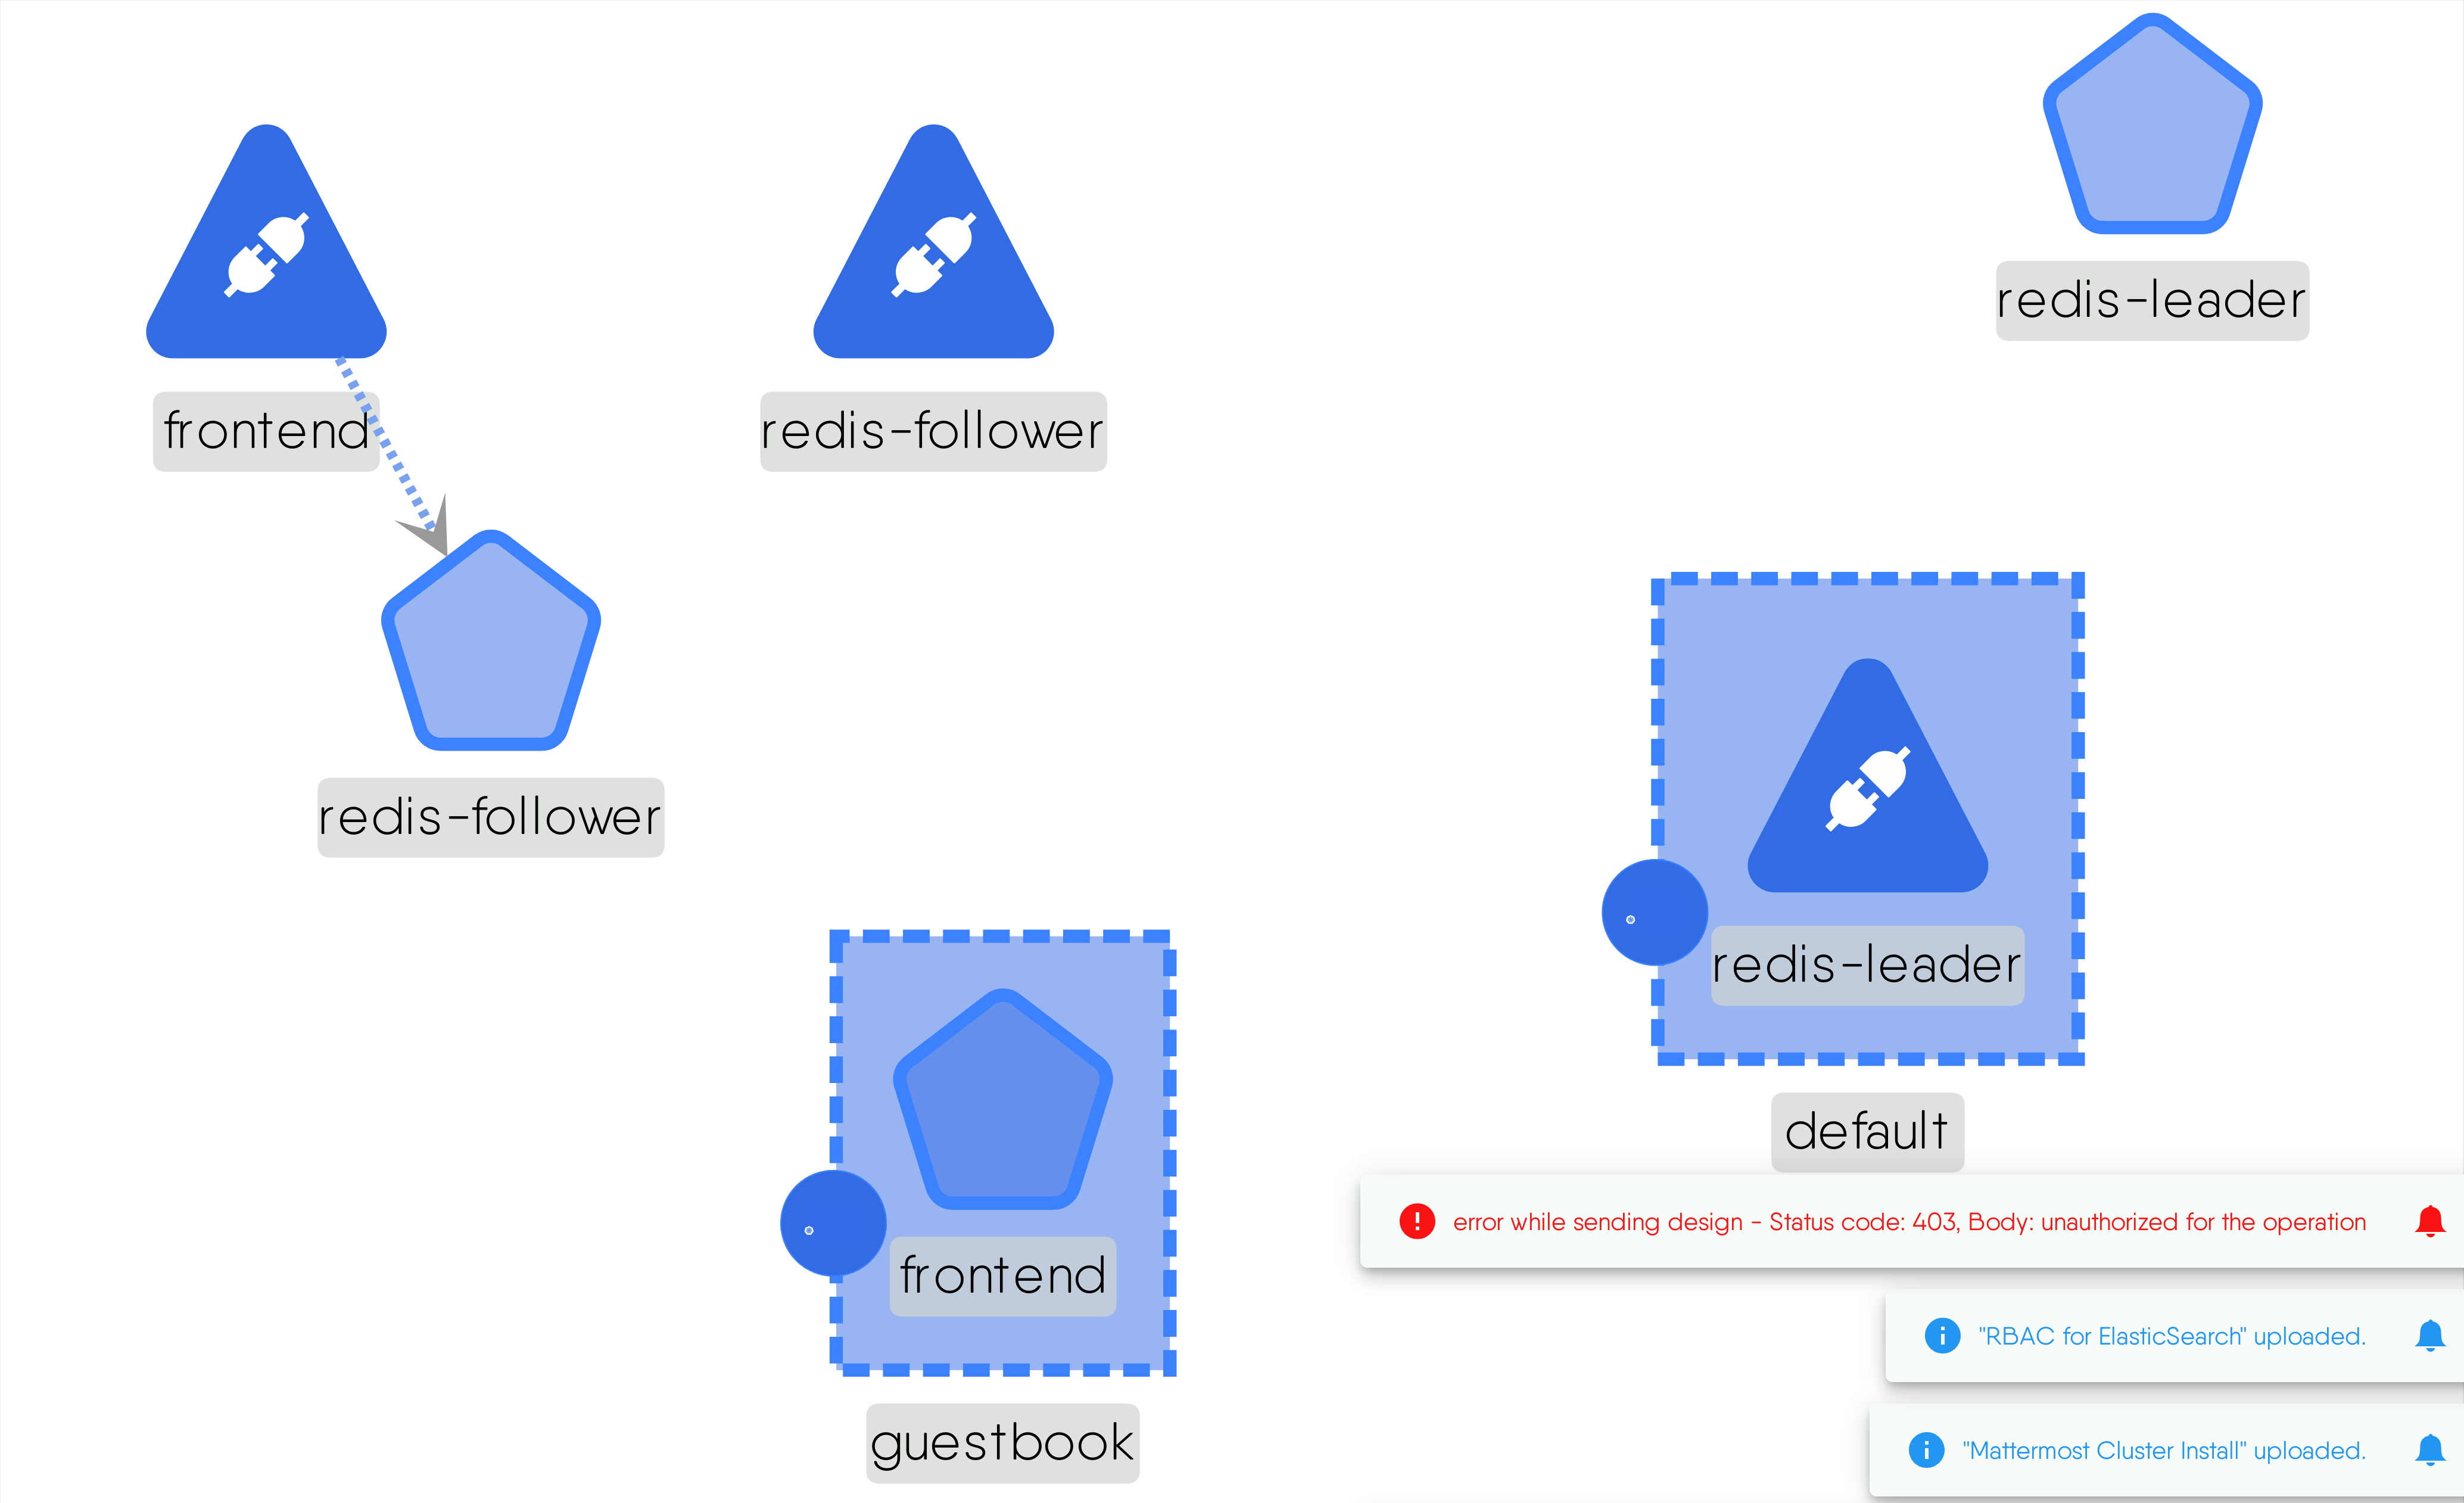 redis-leader
frontend
redis-follower
redis-follower
redis-leader
default
error while sending design - Status code: 403, Body: unauthorized for the operation
frontend
"RBAC for ElasticSearch" uploaded.
guestbook
"Mattermost Cluster Install" uploaded.